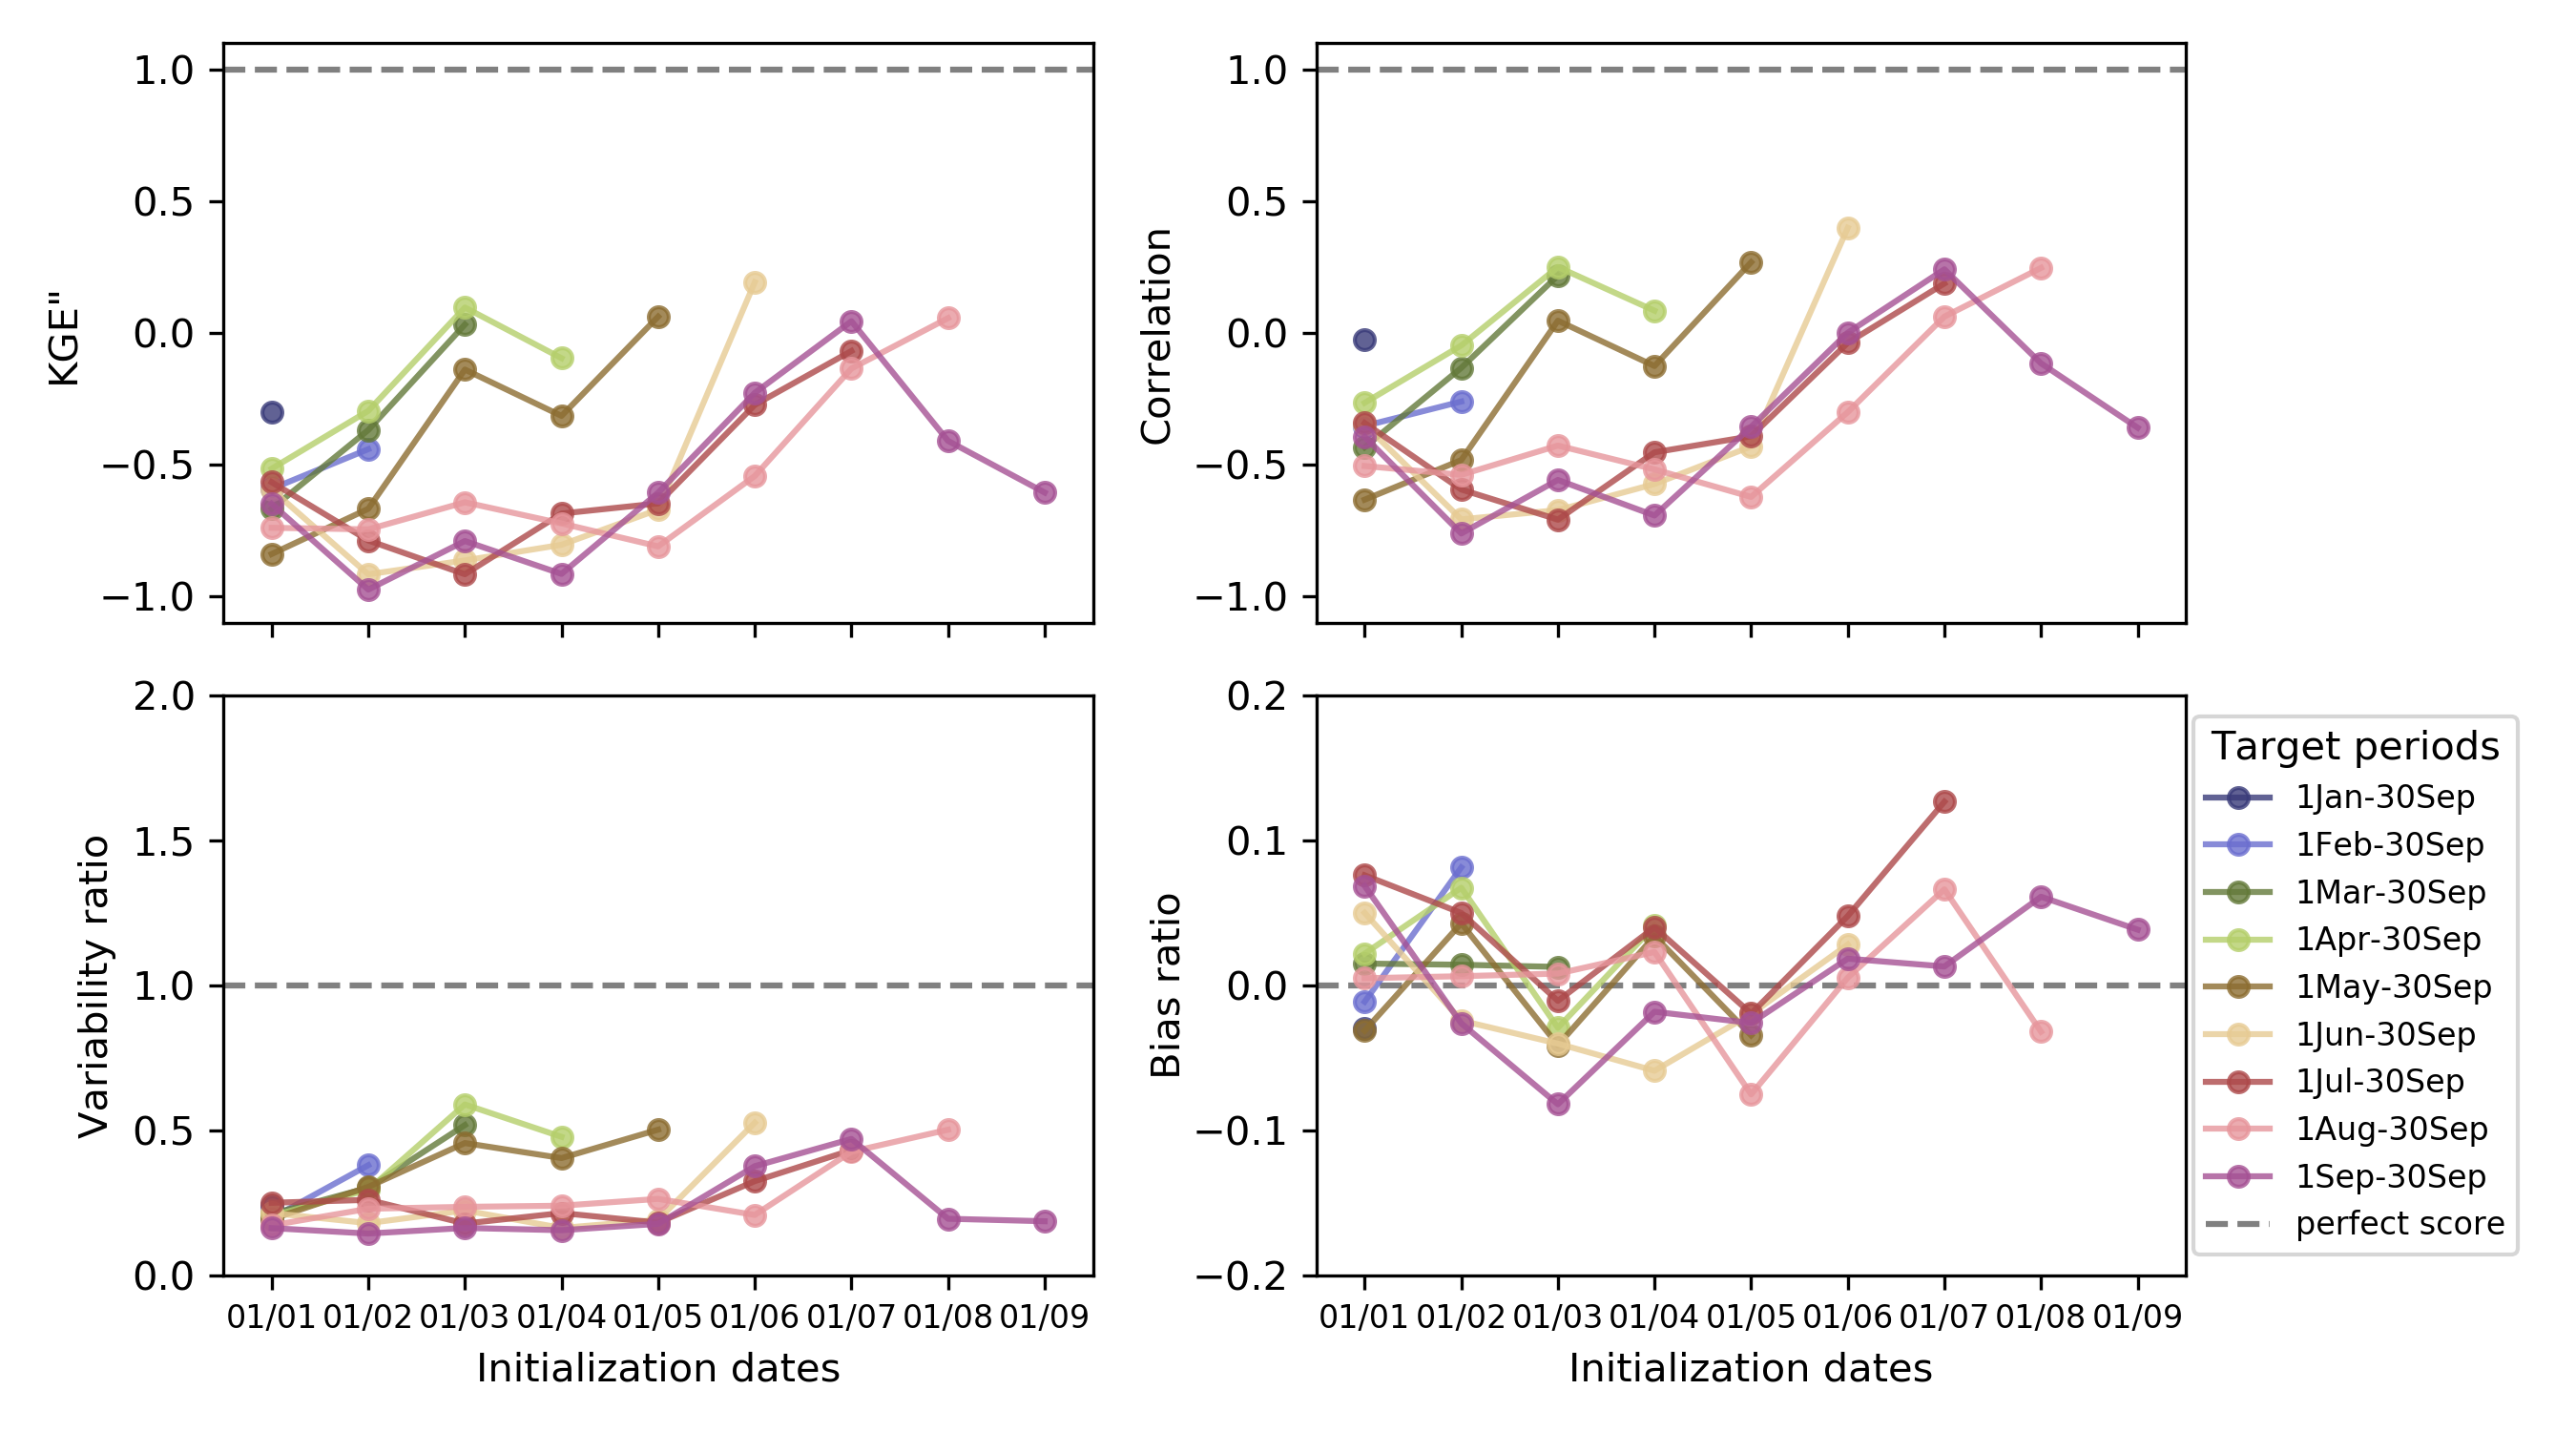 1.0
0.5
0.0
−0.5
−1.0
KGE"
1.0
0.5
0.0
−0.5
−1.0
Correlation
2.0
1.5
1.0
0.5
0.0
Variability ratio
01/01 01/02 01/03 01/04 01/05 01/06 01/07 01/08 01/09
Initialization dates
0.2
0.1
0.0
−0.1
−0.2
Bias ratio
01/01 01/02 01/03 01/04 01/05 01/06 01/07 01/08 01/09
Initialization dates
Target periods
1Jan-30Sep
1Feb-30Sep
1Mar-30Sep
1Apr-30Sep
1May-30Sep
1Jun-30Sep
1Jul-30Sep
1Aug-30Sep
1Sep-30Sep
perfect score